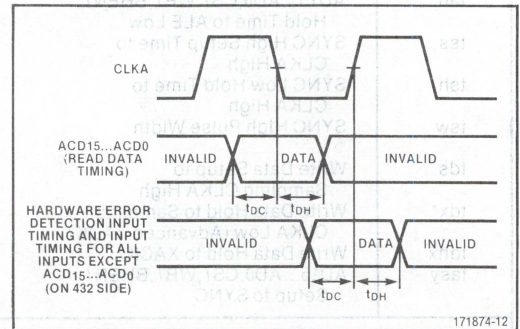 CLKA
ACD15...ACD0
(READ DATA
TIMING)
INVALID
DATA
INVALID
tDC
tDH
HARDWARE ERROR
DETECTION INPUT
TIMING AND INPUT
TIMING FOR ALL
INPUTS EXCEPT
ACD15...ACD0
(ON 432 SIDE)
INVALID
DATA
INVALID
tDC
tDH
171874-12